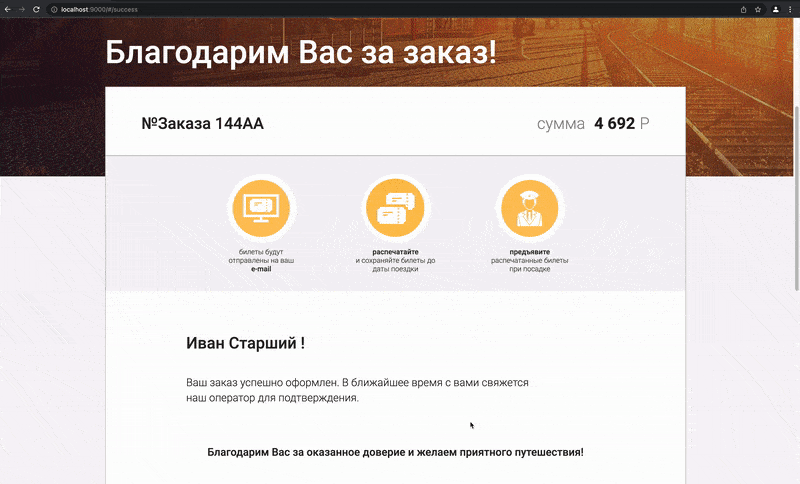 localhost:9000/#/success
Благодарим Вас за заказ!
№Заказа 144AA
сумма 4 692 Р
билеты будут
отправлены на ваш
e-mail
распечатайте
и сохраняйте билеты до
даты поездки
предъявите
распечатанные билеты
при посадке
Иван Старший !
Ваш заказ успешно оформлен. В ближайшее время с вами свяжется
наш оператор для подтверждения.
Благодарим Вас за оказанное доверие и желаем приятного путешествия!